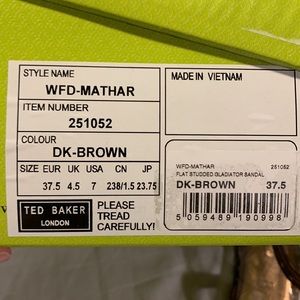 STYLE NAME
WFD-MATHAR
ITEM NUMBER
251052
COLOUR
DK-BROWN
SIZE EUR UK USA CN JP
37.5 4.5 7 238/1.5 23.75
TED BAKER
LONDON
PLEASE
TREAD
CAREFULLY!
MADE IN VIETNAM
WFD-MATHAR 251052
FLAT STUDDED GLADIATOR SANDAL
DK-BROWN 37.5
5 059489 190998